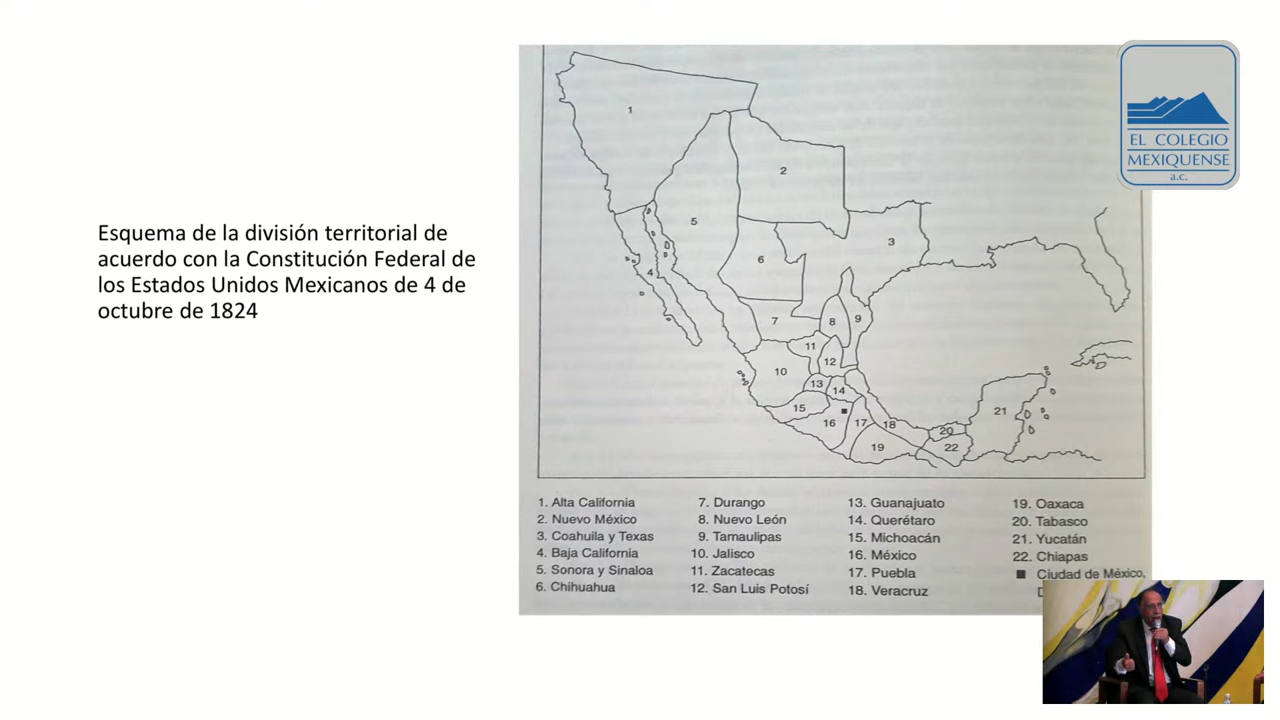 Esquema de la división territorial de
acuerdo con la Constitución Federal de
los Estados Unidos Mexicanos de 4 de
octubre de 1824
1
2
3
4
5
6
7
8
9
10
11
12
13
14
15
16
17
18
19
20
21
22
1. Alta California
2. Nuevo México
3. Coahuila y Texas
4. Baja California
5. Sonora y Sinaloa
6. Chihuahua
7. Durango
8. Nuevo León
9. Tamaulipas
10. Jalisco
11. Zacatecas
12. San Luis Potosí
13. Guanajuato
14. Querétaro
15. Michoacán
16. México
17. Puebla
18. Veracruz
19. Oaxaca
20. Tabasco
21. Yucatán
22. Chiapas
Ciudad de México,
EL COLEGIO
MEXIQUENSE
a.c.